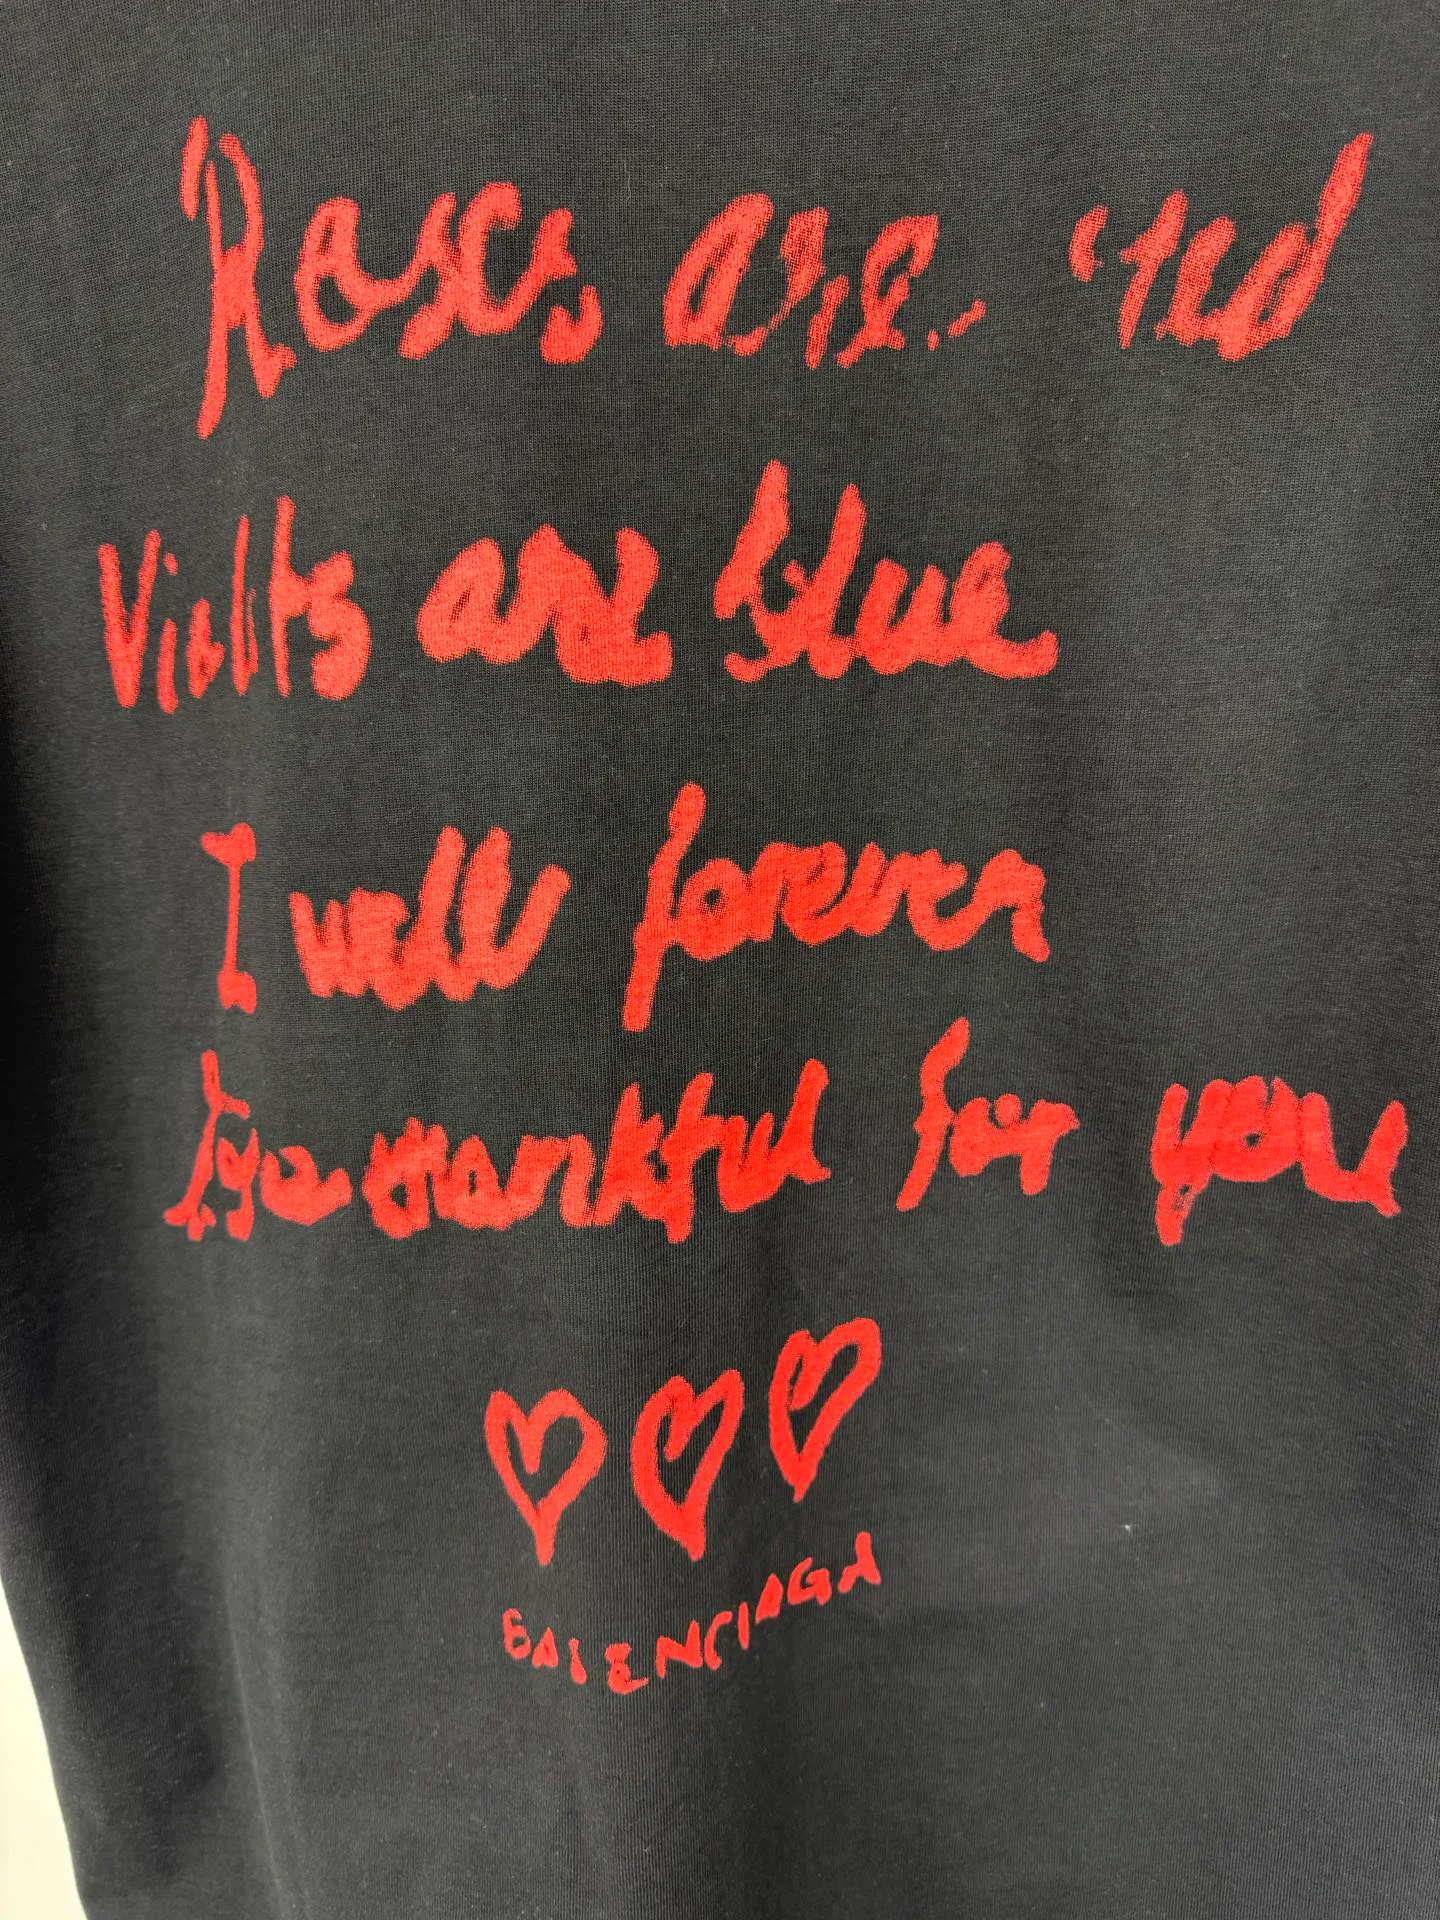 Roses are red
Violets are blue
I will forever
be thankful for you
BALENCIAGA